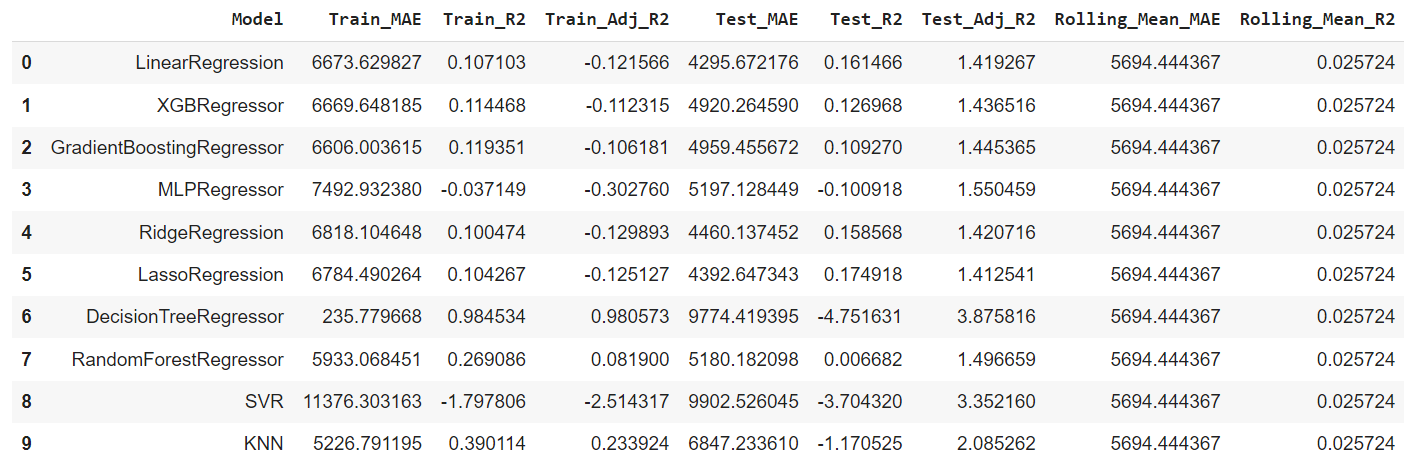 Model Train_MAE Train_R2 Train_Adj_R2 Test_MAE Test_R2 Test_Adj_R2 Rolling_Mean_MAE Rolling_Mean_R2
0 LinearRegression 6673.629827 0.107103 -0.121566 4295.672176 0.161466 1.419267 5694.444367 0.025724
1 XGBRegressor 6669.648185 0.114468 -0.112315 4920.264590 0.126968 1.436516 5694.444367 0.025724
2 GradientBoostingRegressor 6606.003615 0.119351 -0.106181 4959.455672 0.109270 1.445365 5694.444367 0.025724
3 MLPRegressor 7492.932380 -0.037149 -0.302760 5197.128449 -0.100918 1.550459 5694.444367 0.025724
4 RidgeRegression 6818.104648 0.100474 -0.129893 4460.137452 0.158568 1.420716 5694.444367 0.025724
5 LassoRegression 6784.490264 0.104267 -0.125127 4392.647343 0.174918 1.412541 5694.444367 0.025724
6 DecisionTreeRegressor 235.779668 0.984534 0.980573 9774.419395 -4.751631 3.875816 5694.444367 0.025724
7 RandomForestRegressor 5933.068451 0.269086 0.081900 5180.182098 0.006682 1.496659 5694.444367 0.025724
8 SVR 11376.303163 -1.797806 -2.514317 9902.526045 -3.704320 3.352160 5694.444367 0.025724
9 KNN 5226.791195 0.390114 0.233924 6847.233610 -1.170525 2.085262 5694.444367 0.025724